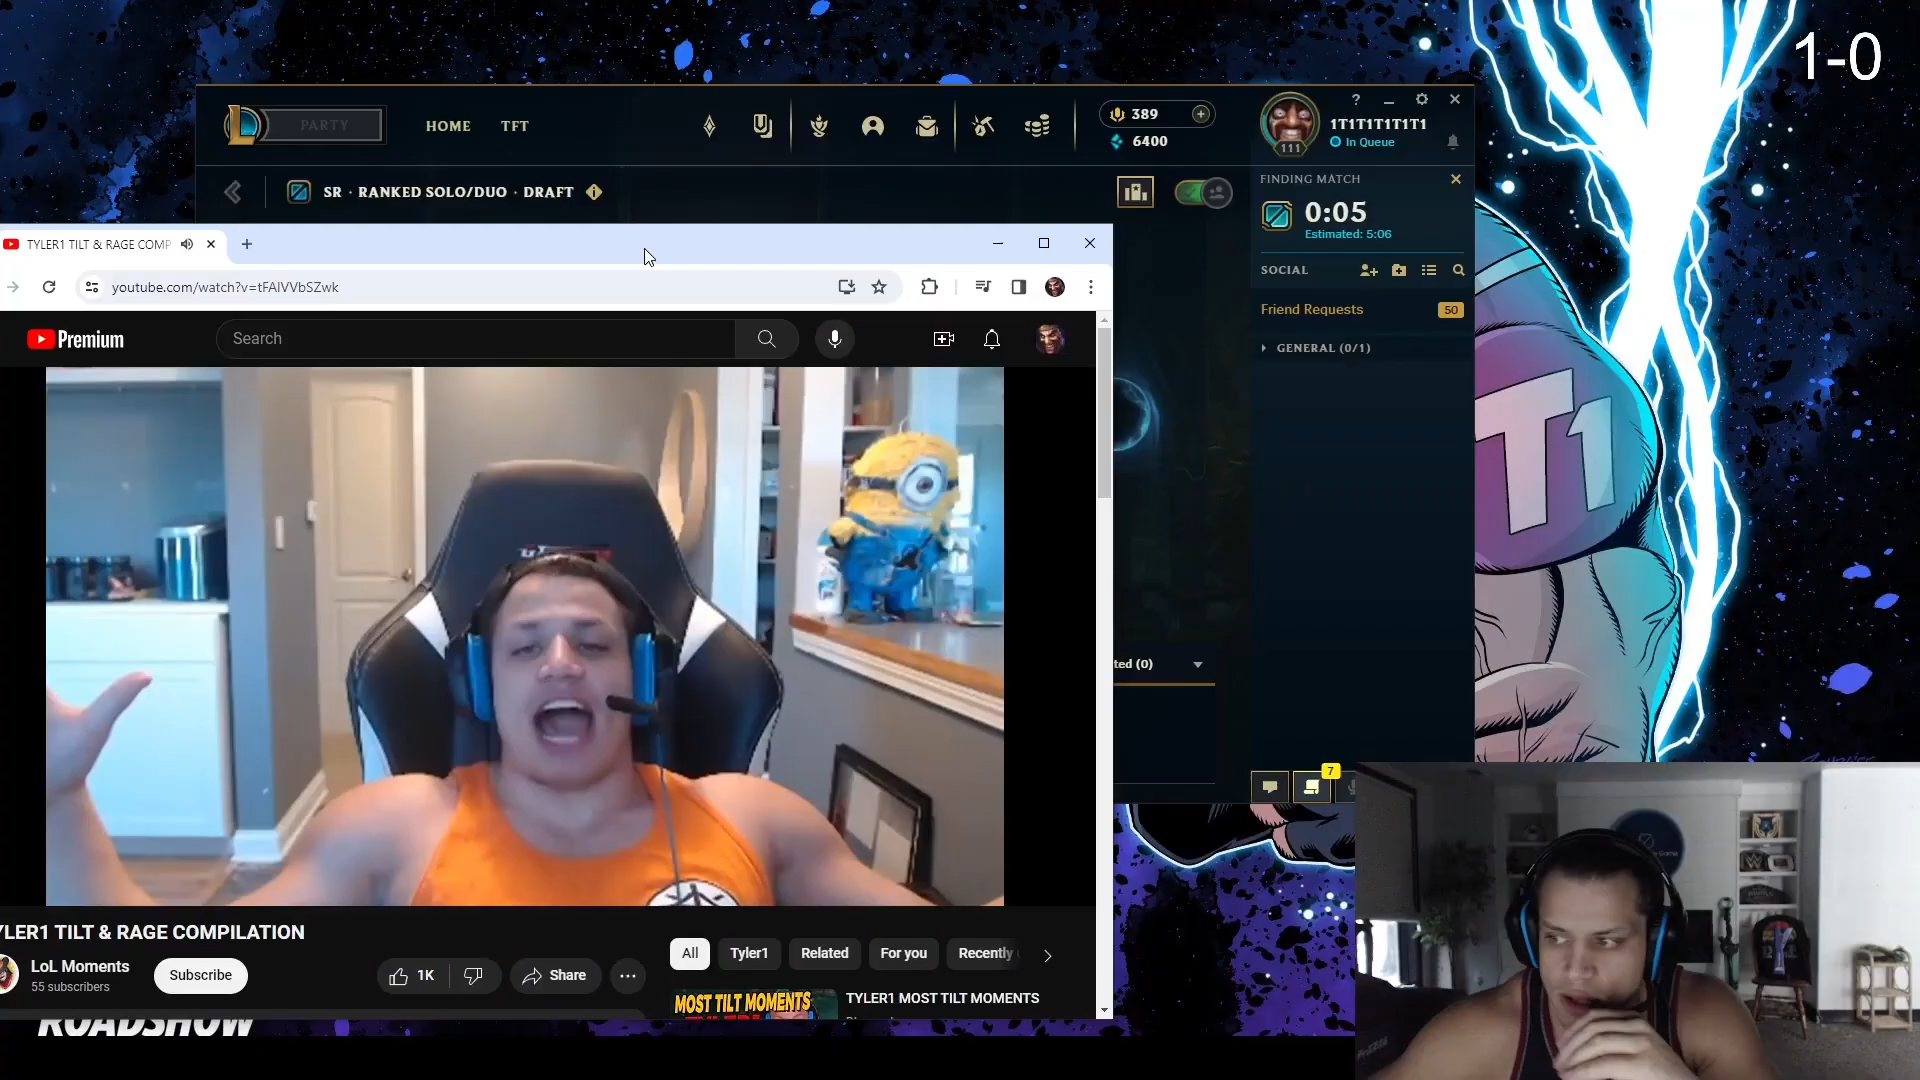 1-0
PARTY
HOME
TFT
389
6400
111
1T1T1T1T1T1
In Queue
SR · RANKED SOLO/DUO · DRAFT
FINDING MATCH
0:05
Estimated: 5:06
SOCIAL
Friend Requests
50
GENERAL (0/1)
TYLER1 TILT & RAGE COMP
youtube.com/watch?v=tFAlVVbSZwk
Premium
Search
ted (0)
7
T1
YLER1 TILT & RAGE COMPILATION
LoL Moments
55 subscribers
Subscribe
1K
Share
All
Tyler1
Related
For you
Recently
MOST TILT MOMENTS
TYLER1 MOST TILT MOMENTS
ROADSHOW